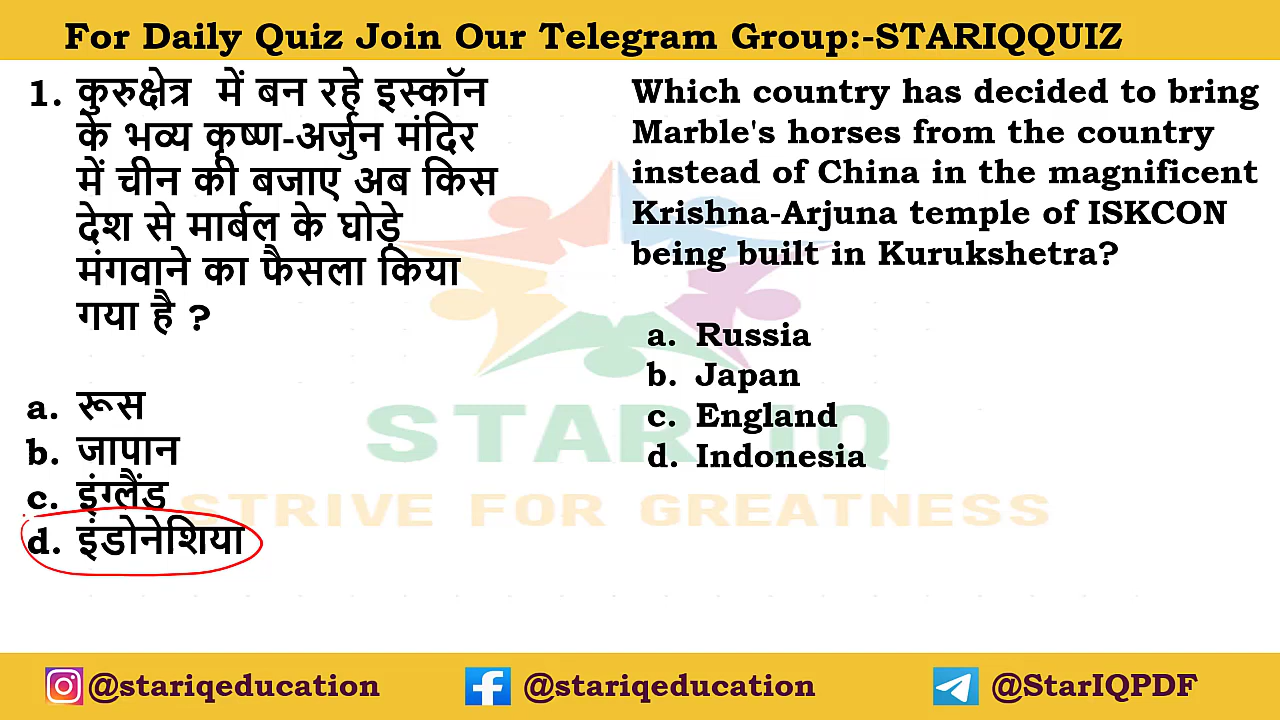 For Daily Quiz Join Our Telegram Group:-STARIQQUIZ
1. कुरुक्षेत्र में बन रहे इस्कॉन
के भव्य कृष्ण-अर्जुन मंदिर
में चीन की बजाए अब किस
देश से मार्बल के घोड़े
मंगवाने का फैसला किया
गया है ?
a. रूस
b. जापान
c. इंग्लैंड
d. इंडोनेशिया
Which country has decided to bring
Marble's horses from the country
instead of China in the magnificent
Krishna-Arjuna temple of ISKCON
being built in Kurukshetra?
a. Russia
b. Japan
c. England
d. Indonesia
STAR IQ
STRIVE FOR GREATNESS
@stariqeducation
@stariqeducation
@StarIQPDF